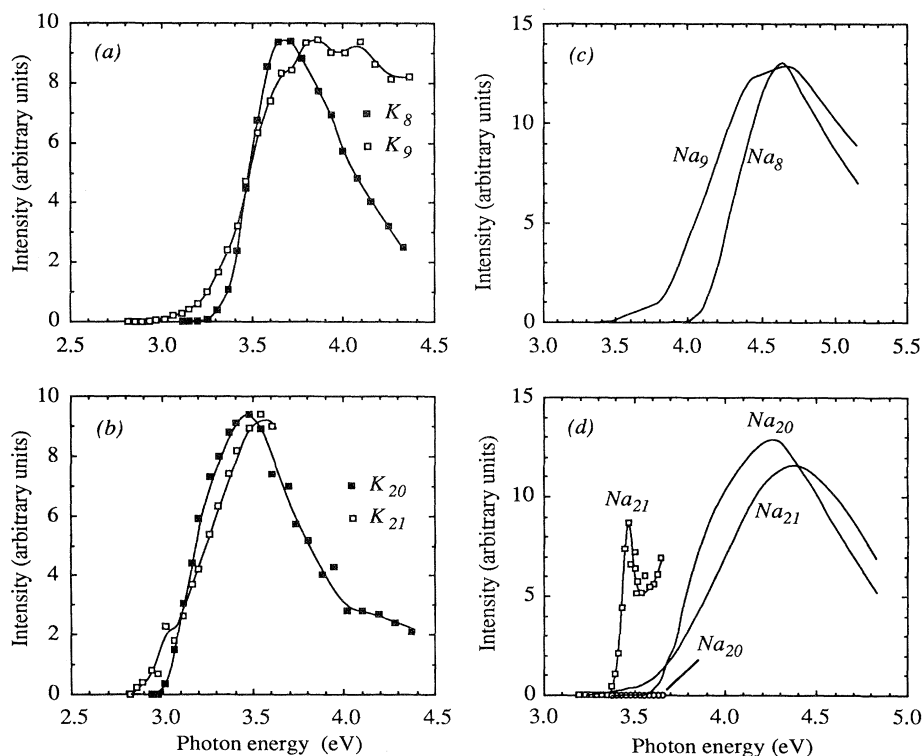 10
8
6
4
2
0
Intensity (arbitrary units)
(a)
K8
K9
2.5 3.0 3.5 4.0 4.5
15
10
5
0
Intensity (arbitrary units)
(c)
Na9
Na8
3.0 3.5 4.0 4.5 5.0 5.5
10
8
6
4
2
0
Intensity (arbitrary units)
(b)
K20
K21
2.5 3.0 3.5 4.0 4.5
Photon energy (eV)
15
10
5
0
Intensity (arbitrary units)
(d)
Na20
Na21
Na21
Na20
3.0 3.5 4.0 4.5 5.0
Photon energy (eV)